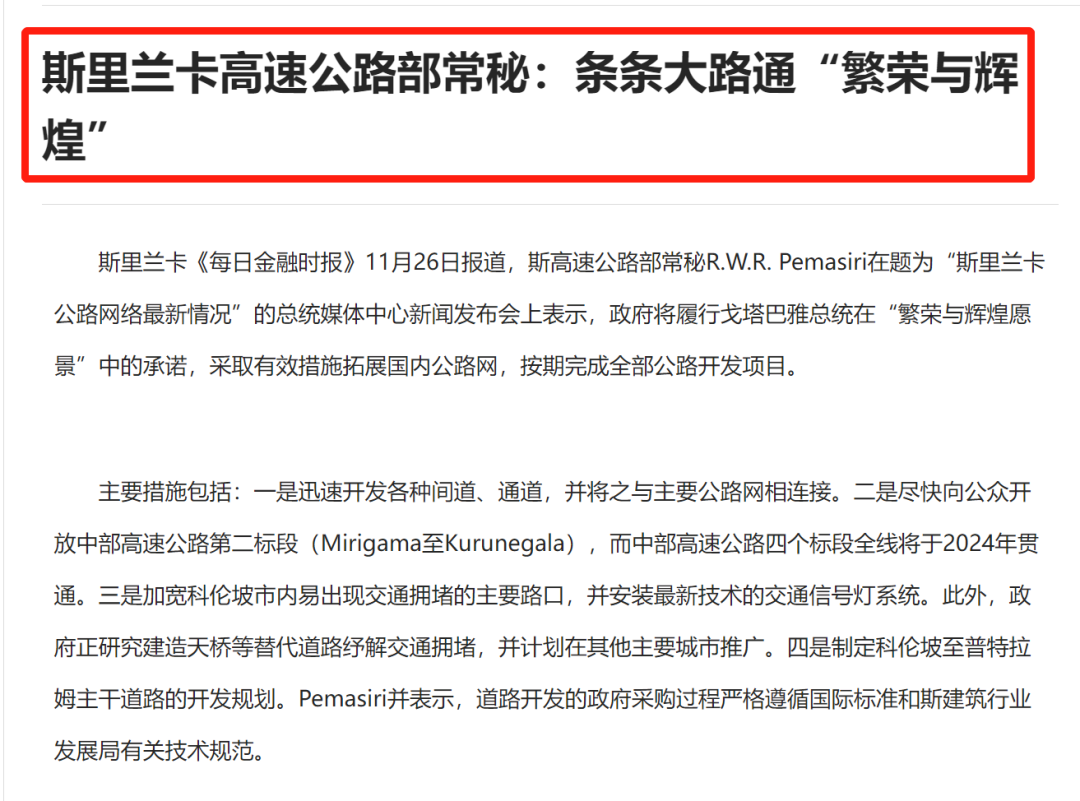 斯里兰卡高速公路部常秘：条条大路通“繁荣与辉
煌”
斯里兰卡《每日金融时报》11月26日报道，斯高速公路部常秘R.W.R. Pemasiri在题为“斯里兰卡
公路网络最新情况”的总统媒体中心新闻发布会上表示，政府将履行戈塔巴雅总统在“繁荣与辉煌愿
景”中的承诺，采取有效措施拓展国内公路网，按期完成全部公路开发项目。
主要措施包括：一是迅速开发各种间道、通道，并将之与主要公路网相连接。二是尽快向公众开
放中部高速公路第二标段（Mirigama至Kurunegala），而中部高速公路四个标段全线将于2024年贯
通。三是加宽科伦坡市内易出现交通拥堵的主要路口，并安装最新技术的交通信号灯系统。此外，政
府正研究建造天桥等替代道路纾解交通拥堵，并计划在其他主要城市推广。四是制定科伦坡至普特拉
姆主干道路的开发规划。Pemasiri并表示，道路开发的政府采购过程严格遵循国际标准和斯建筑行业
发展局有关技术规范。